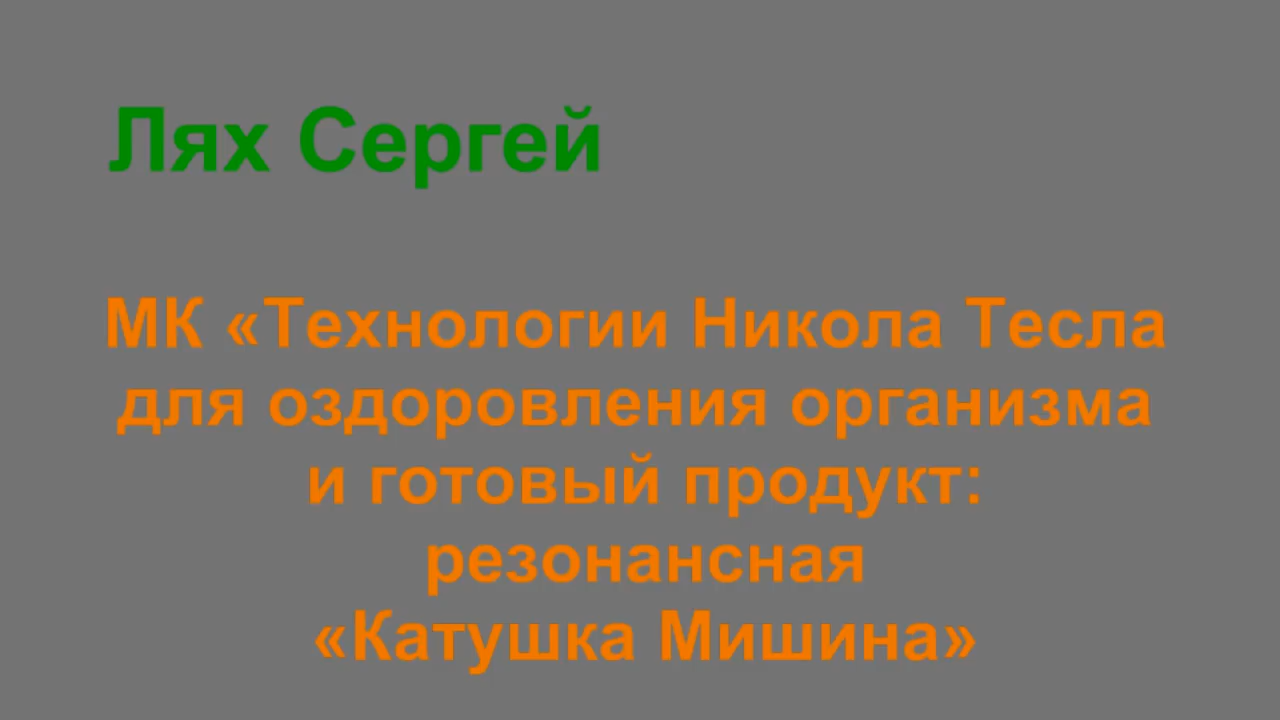 Лях Сергей
МК «Технологии Никола Тесла
для оздоровления организма
и готовый продукт:
резонансная
«Катушка Мишина»